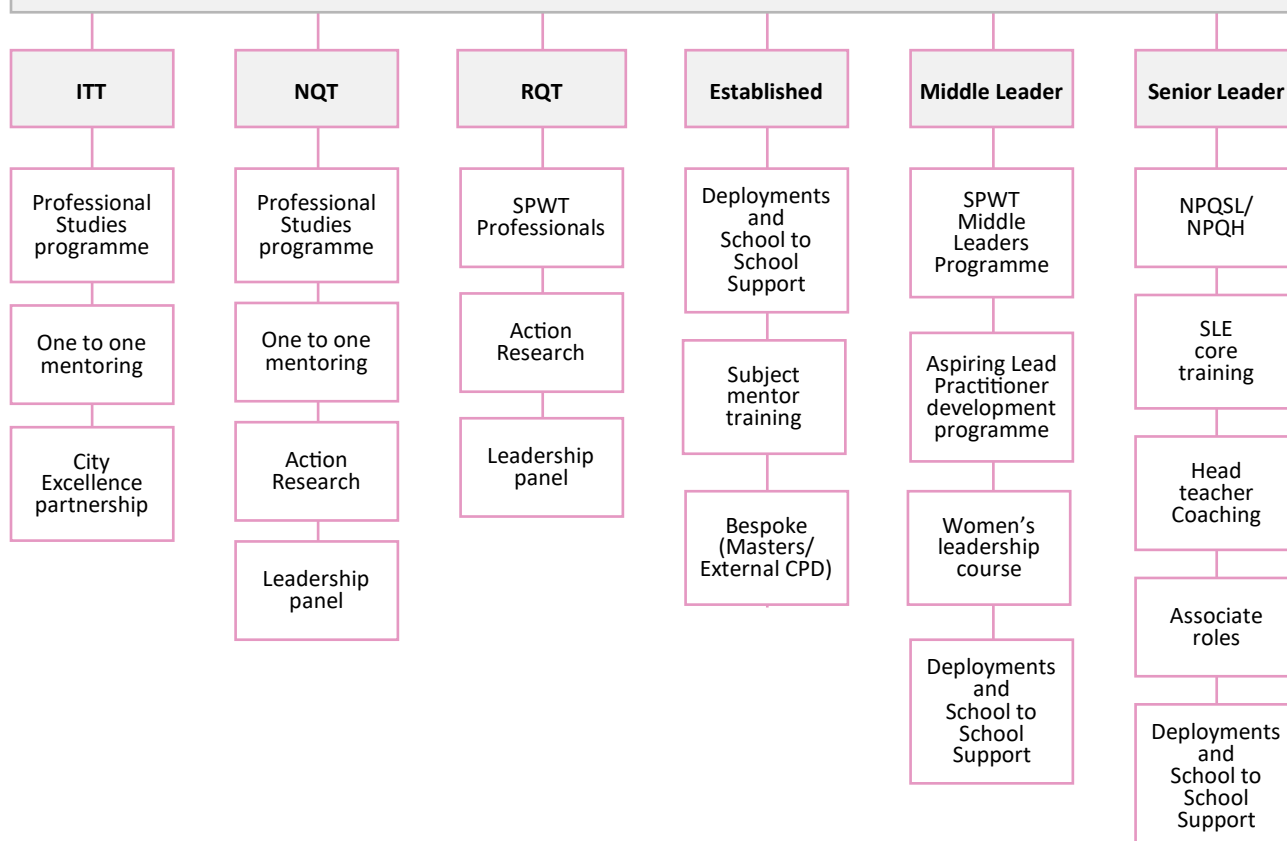 ITT
Professional
Studies
programme
One to one
mentoring
City
Excellence
partnership
NQT
Professional
Studies
programme
One to one
mentoring
Action
Research
Leadership
panel
RQT
SPWT
Professionals
Action
Research
Leadership
panel
Established
Deployments
and
School to
School
Support
Subject
mentor
training
Bespoke
(Masters/
External CPD)
Middle Leader
SPWT
Middle
Leaders
Programme
Aspiring Lead
Practitioner
development
programme
Women’s
leadership
course
Deployments
and
School to
School
Support
Senior Leader
NPQSL/
NPQH
SLE
core
training
Head
teacher
Coaching
Associate
roles
Deployments
and
School to
School
Support